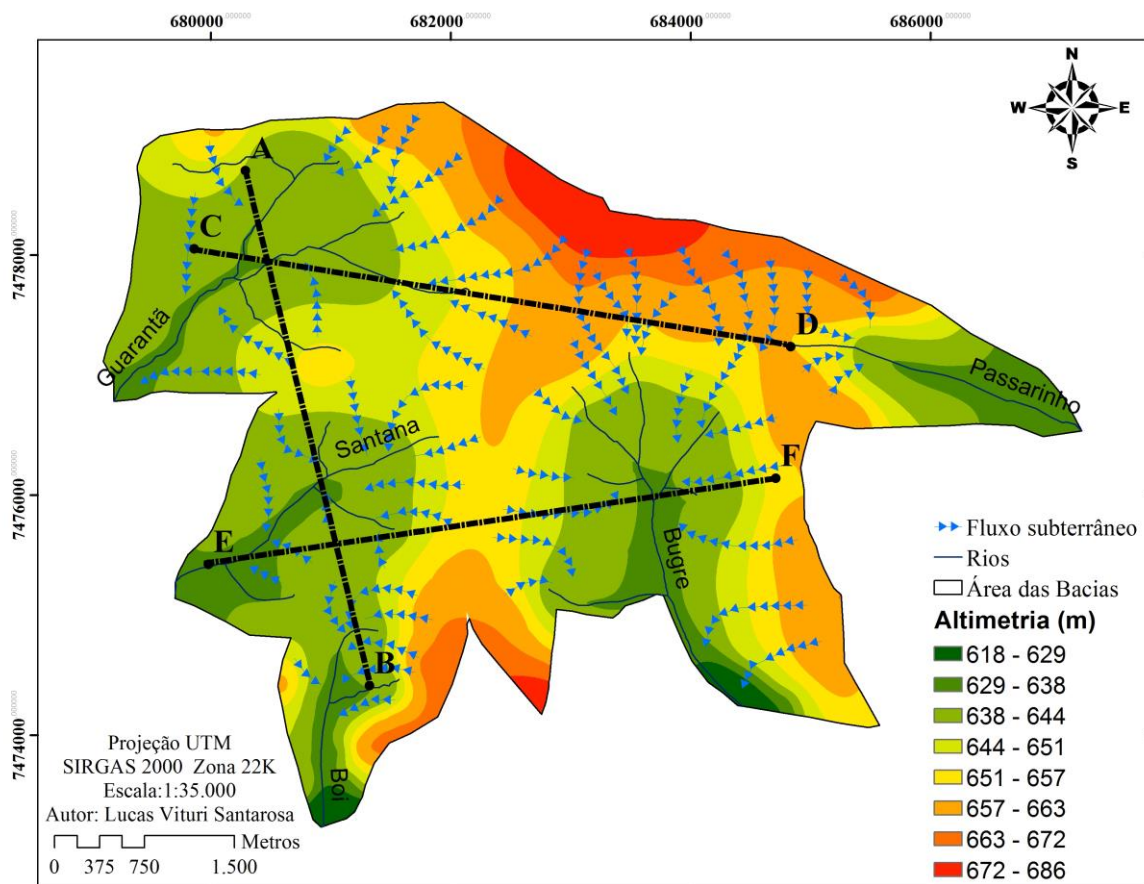 680000,000000
682000,000000
684000,000000
686000,000000
N
W
E
S
A
C
7478000,000000
D
Guarantã
Passarinho
Santana
F
7476000,000000
E
Bugre
B
7474000,000000
Boi
Projeção UTM
SIRGAS 2000 Zona 22K
Escala:1:35.000
Autor: Lucas Vituri Santarosa
Metros
0 375 750 1.500
Fluxo subterrâneo
Rios
Área das Bacias
Altimetria (m)
618 - 629
629 - 638
638 - 644
644 - 651
651 - 657
657 - 663
663 - 672
672 - 686